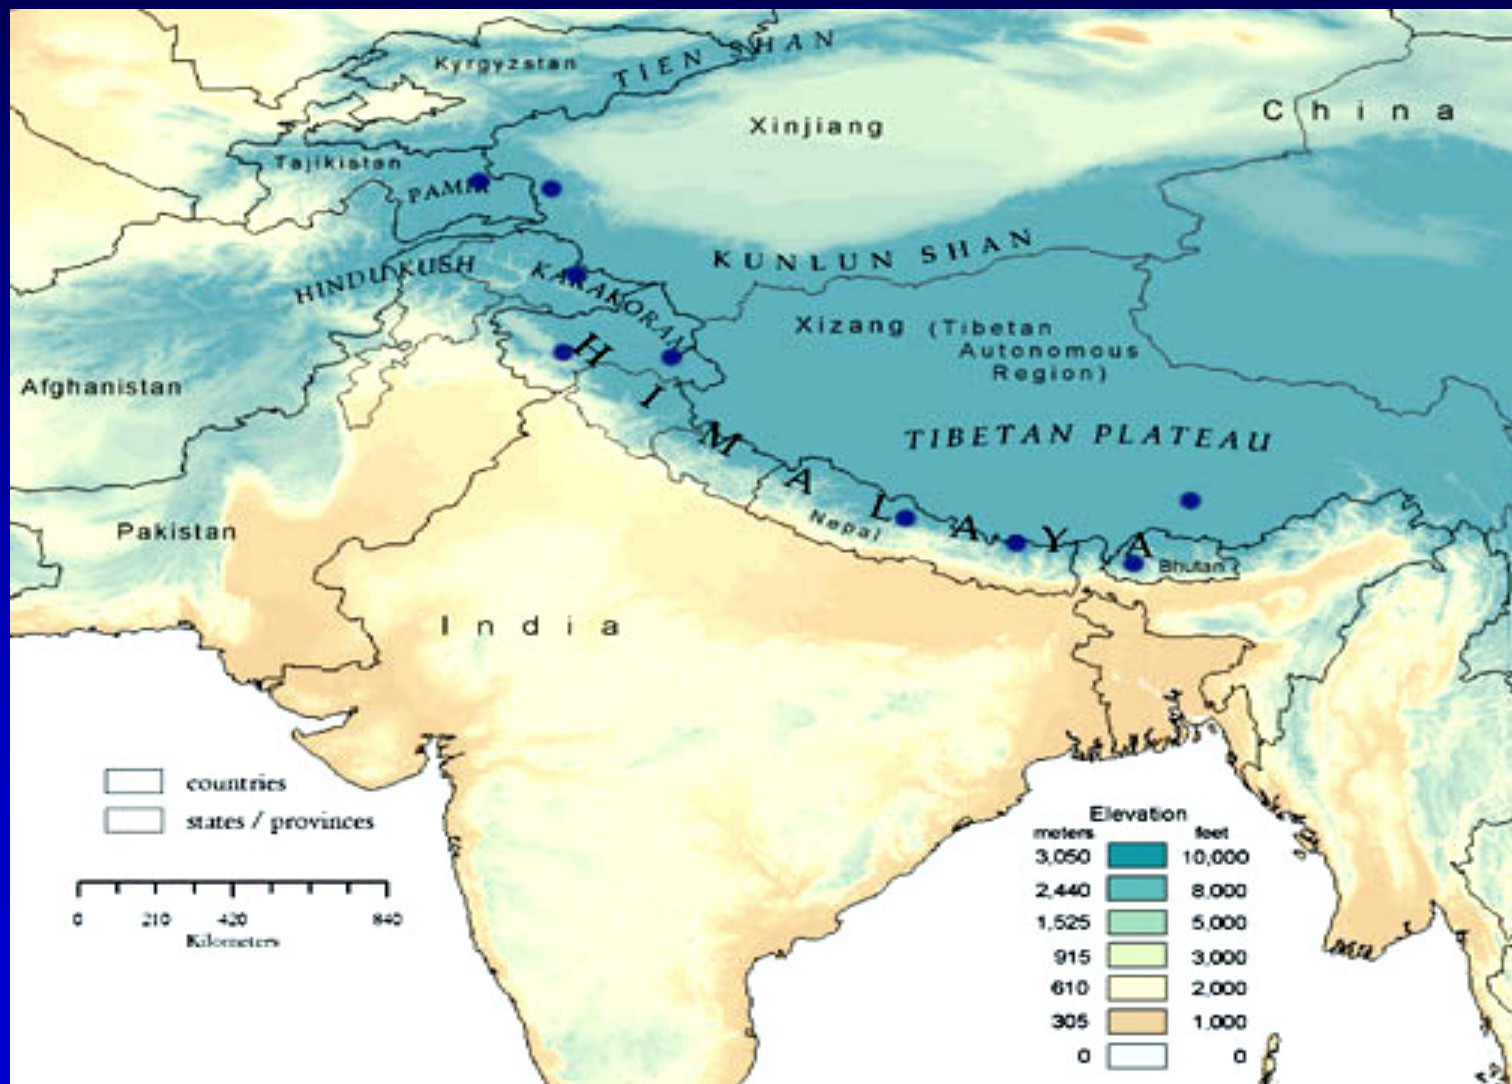 TIEN SHAN
Kyrgyzstan
China
Xinjiang
Tajikistan
PAMIR
KUNLUN SHAN
HINDU KUSH
KARAKORAM
Xizang (Tibetan
Autonomous
Region)
HIMALAYA
Afghanistan
TIBETAN PLATEAU
Pakistan
Nepal
Bhutan
India
countries
states / provinces
0 210 420 840
Kilometers
Elevation
meters feet
3,050 10,000
2,440 8,000
1,525 5,000
915 3,000
610 2,000
305 1,000
0 0